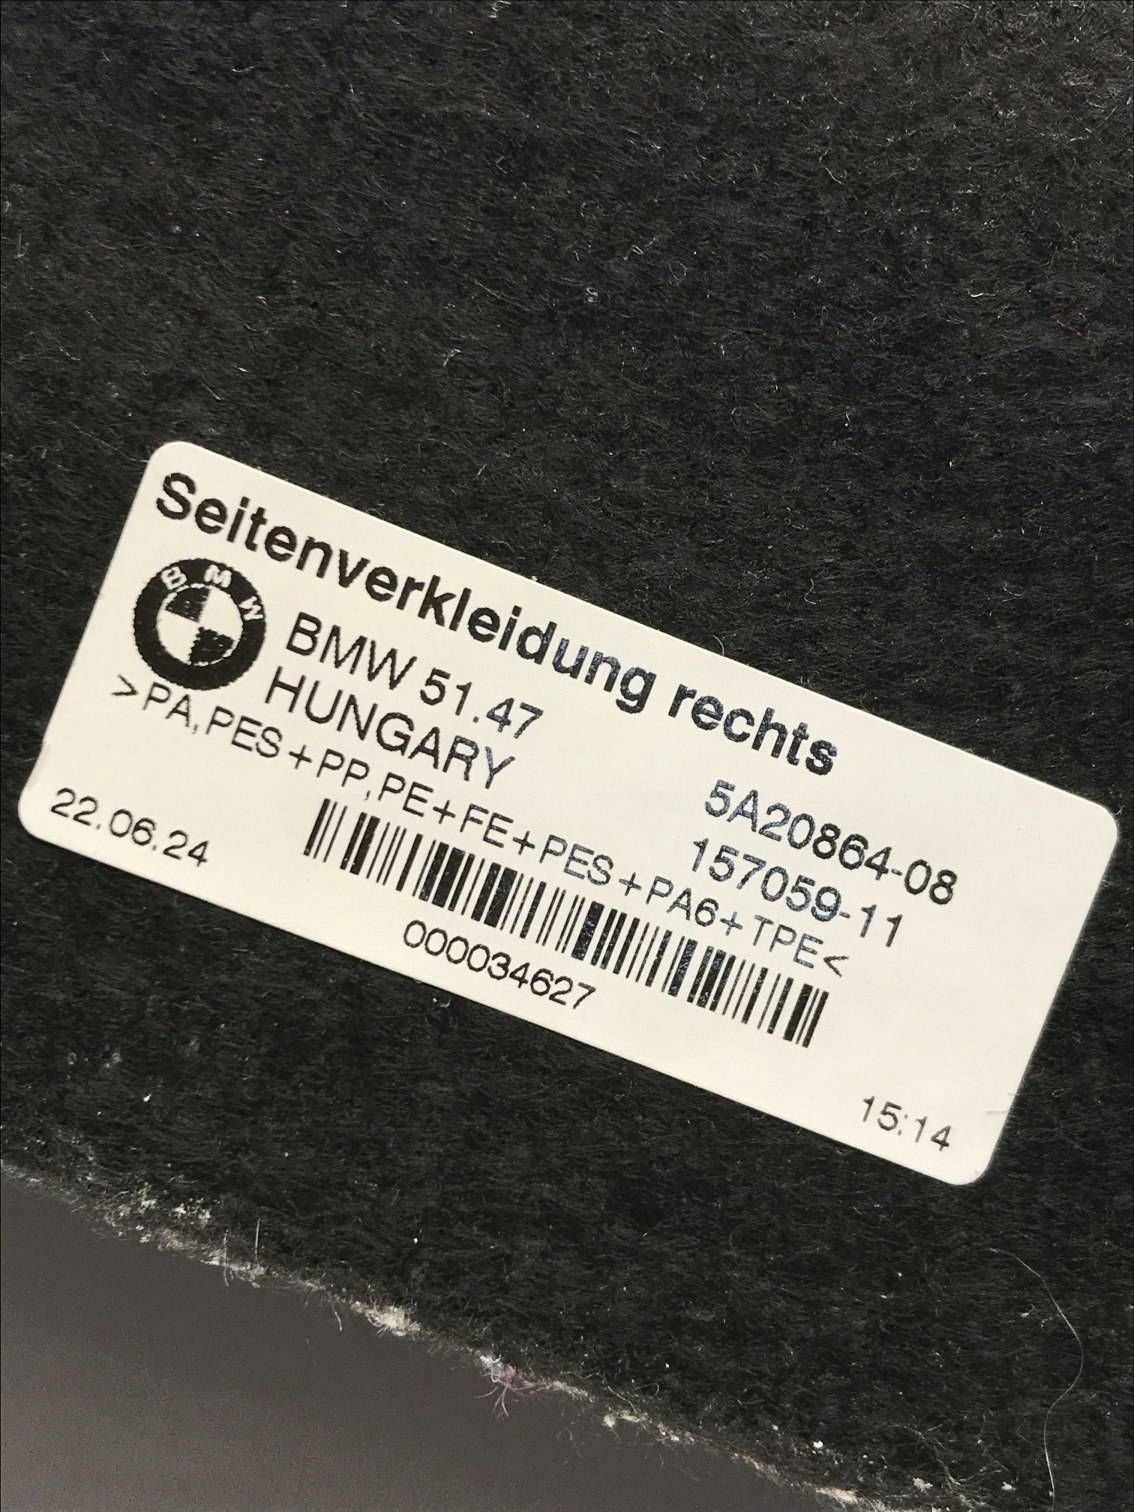 Seitenverkleidung rechts
BMW
BMW 51.47
5A20864-08
HUNGARY
157059-11
>PA,PES+PP,PE+FE+PES+PA6+TPE<
22.06.24
000034627
15:14